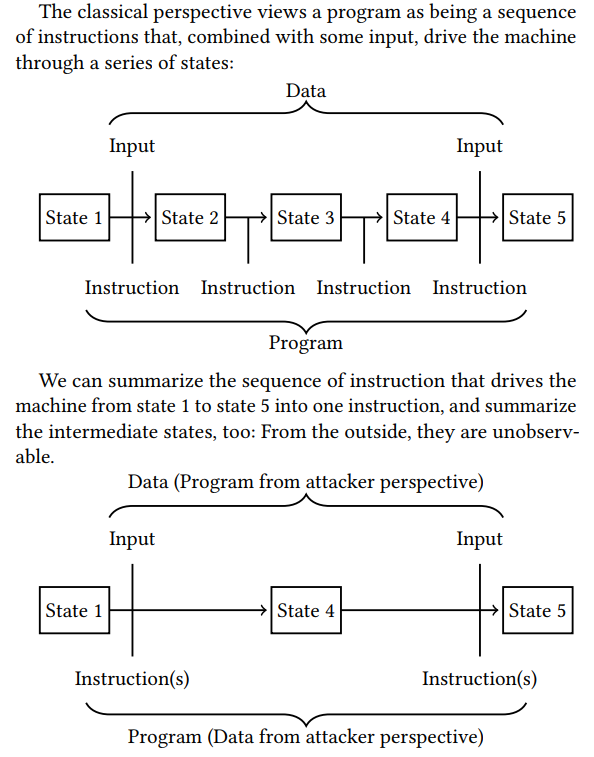 The classical perspective views a program as being a sequence
of instructions that, combined with some input, drive the machine
through a series of states:
Data
Input Input
State 1 State 2 State 3 State 4 State 5
Instruction Instruction Instruction Instruction
Program
We can summarize the sequence of instruction that drives the
machine from state 1 to state 5 into one instruction, and summarize
the intermediate states, too: From the outside, they are unobserv-
able.
Data (Program from attacker perspective)
Input Input
State 1 State 4 State 5
Instruction(s) Instruction(s)
Program (Data from attacker perspective)